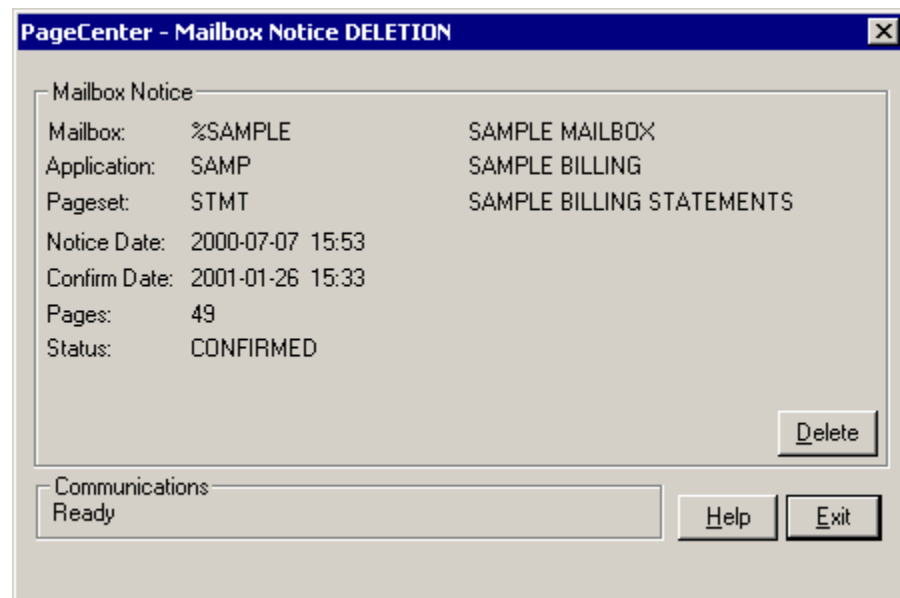 PageCenter - Mailbox Notice DELETION
Mailbox Notice
Mailbox: %SAMPLE SAMPLE MAILBOX
Application: SAMP SAMPLE BILLING
Pageset: STMT SAMPLE BILLING STATEMENTS
Notice Date: 2000-07-07 15:53
Confirm Date: 2001-01-26 15:33
Pages: 49
Status: CONFIRMED
Delete
Communications
Ready
Help Exit